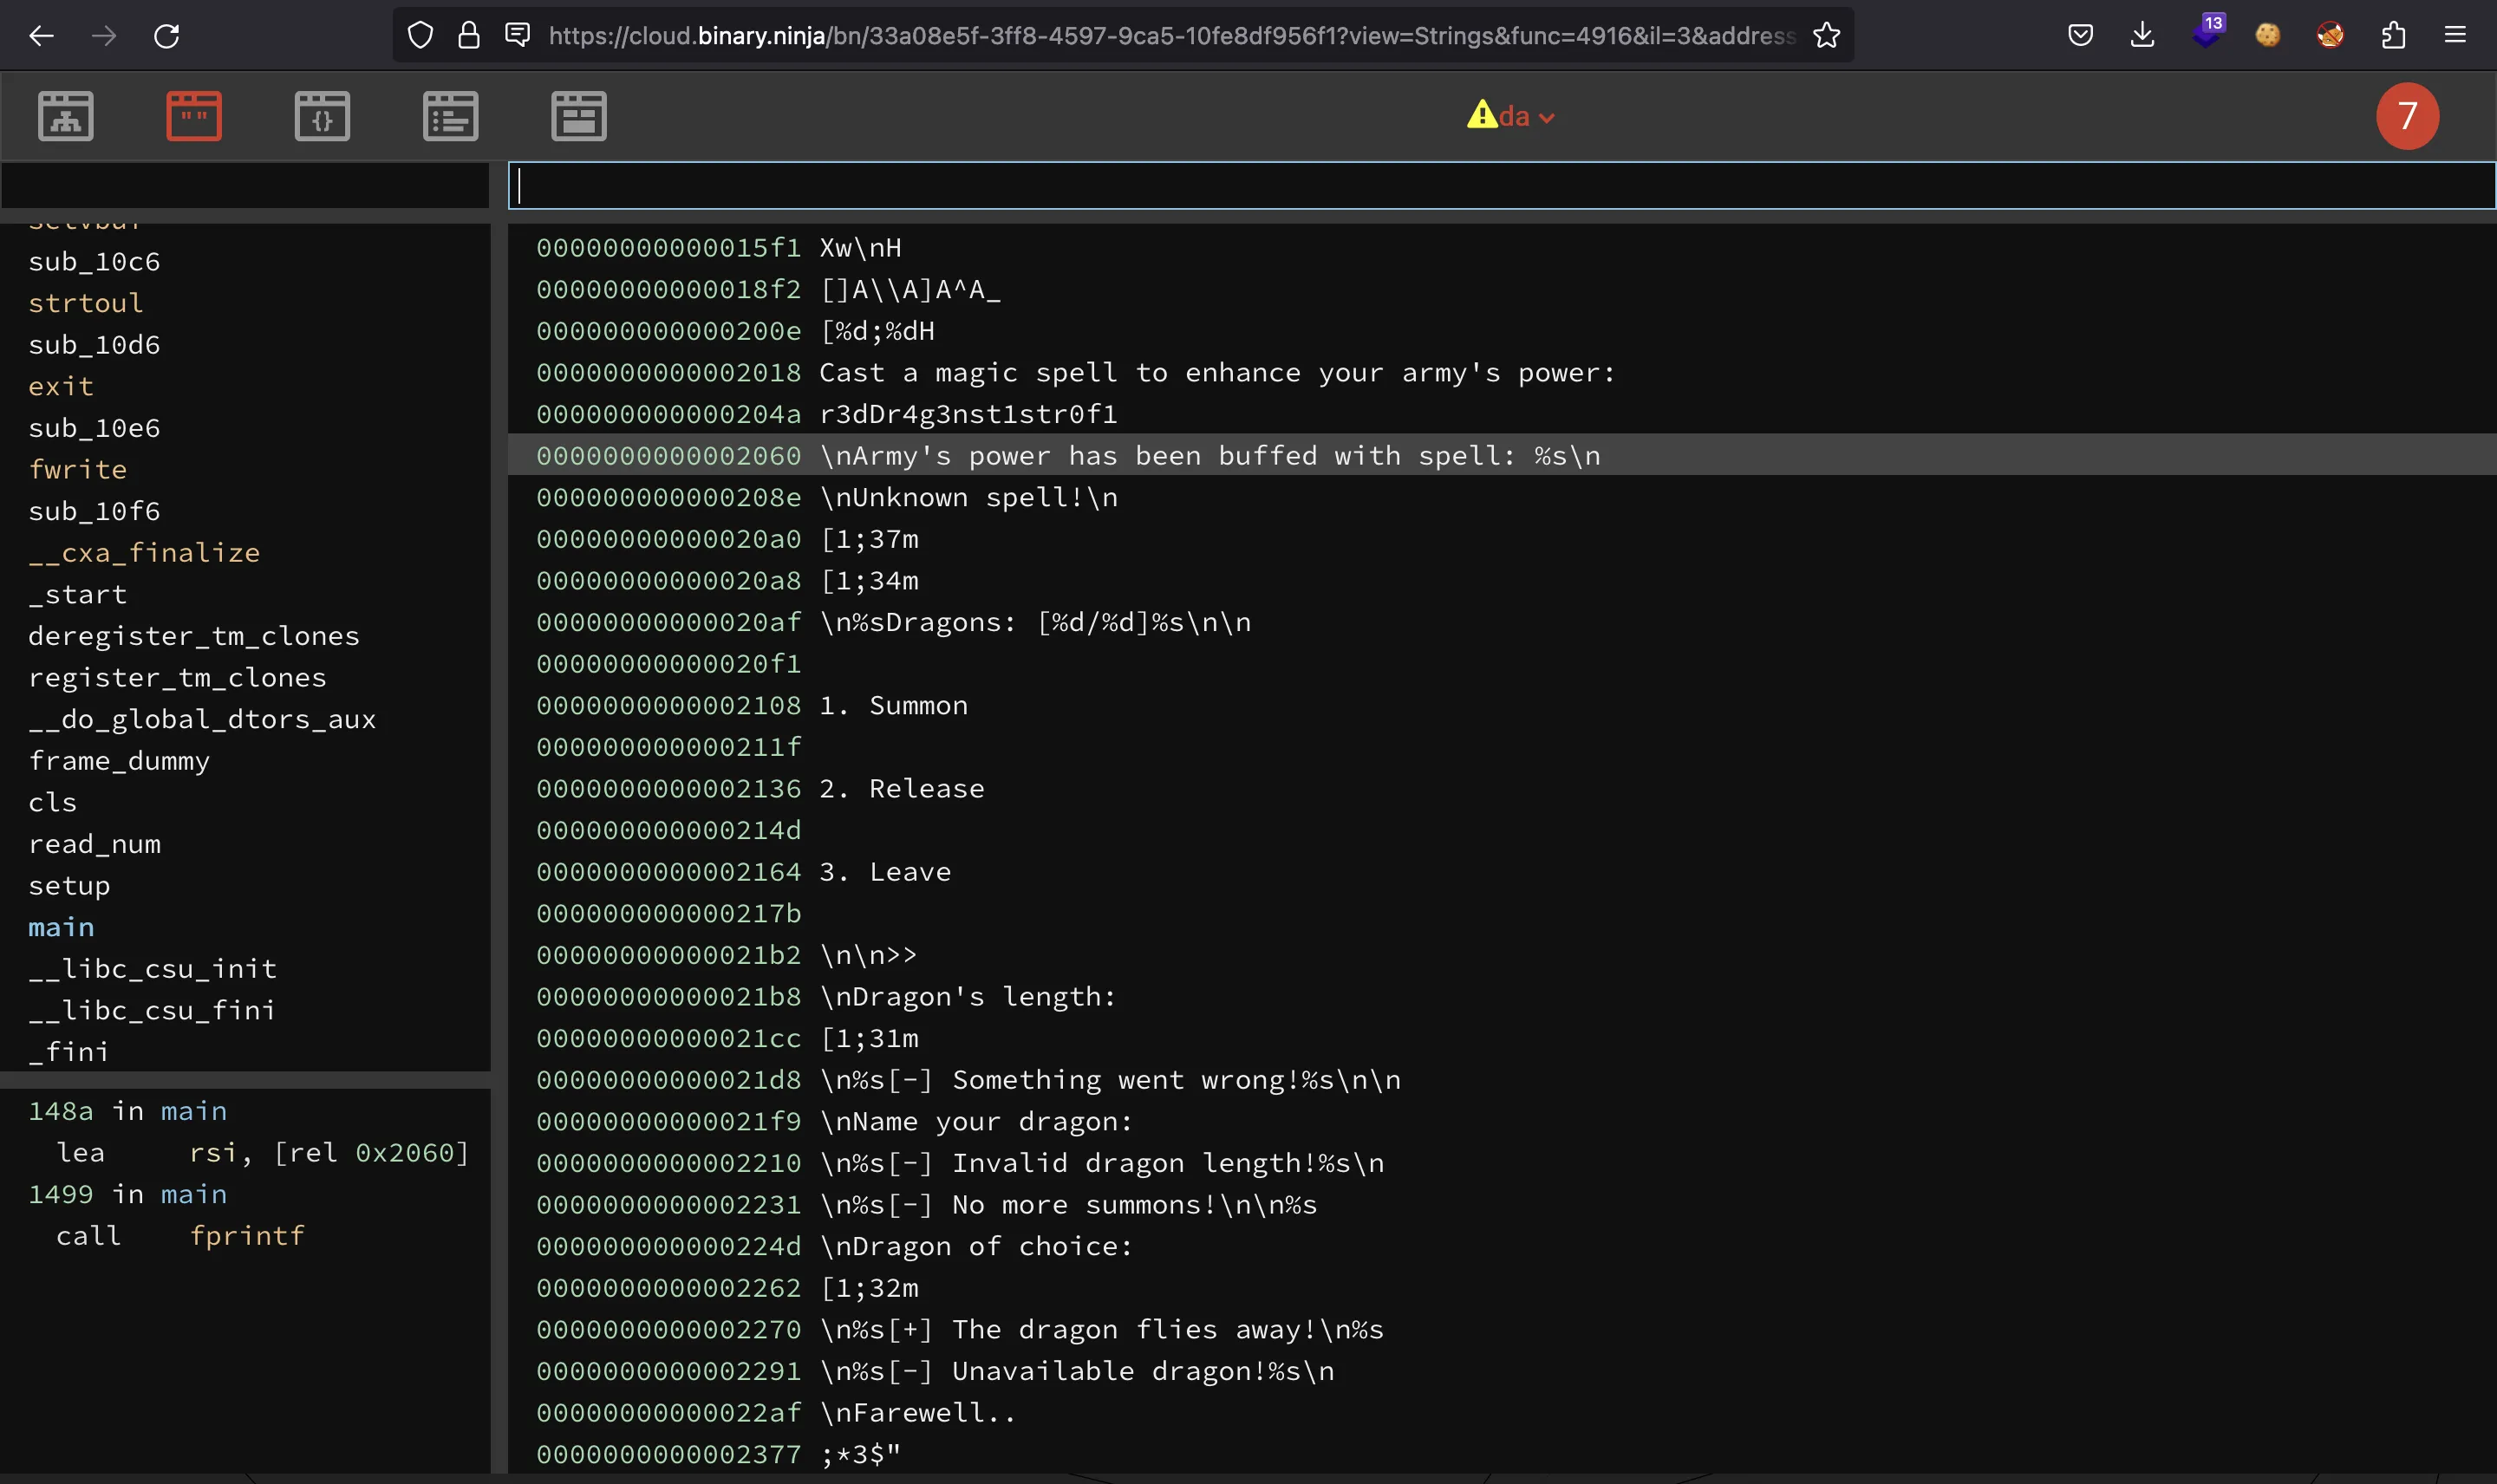 https://cloud.binary.ninja/bn/33a08e5f-3ff8-4597-9ca5-10fe8df956f1?view=Strings&func=4916&il=3&address
13
da
7
sub_10c6
strtoul
sub_10d6
exit
sub_10e6
fwrite
sub_10f6
__cxa_finalize
_start
deregister_tm_clones
register_tm_clones
__do_global_dtors_aux
frame_dummy
cls
read_num
setup
main
__libc_csu_init
__libc_csu_fini
_fini
148a in main
lea rsi, [rel 0x2060]
1499 in main
call fprintf
00000000000015f1 Xw\nH
00000000000018f2 []A\\A]A^A_
000000000000200e [%d;%dH
0000000000002018 Cast a magic spell to enhance your army's power:
000000000000204a r3dDr4g3nst1str0f1
0000000000002060 \nArmy's power has been buffed with spell: %s\n
000000000000208e \nUnknown spell!\n
00000000000020a0 [1;37m
00000000000020a8 [1;34m
00000000000020af \n%sDragons: [%d/%d]%s\n\n
00000000000020f1
0000000000002108 1. Summon
000000000000211f
0000000000002136 2. Release
000000000000214d
0000000000002164 3. Leave
000000000000217b
00000000000021b2 \n\n>>
00000000000021b8 \nDragon's length:
00000000000021cc [1;31m
00000000000021d8 \n%s[-] Something went wrong!%s\n\n
00000000000021f9 \nName your dragon:
0000000000002210 \n%s[-] Invalid dragon length!%s\n
0000000000002231 \n%s[-] No more summons!\n\n%s
000000000000224d \nDragon of choice:
0000000000002262 [1;32m
0000000000002270 \n%s[+] The dragon flies away!\n%s
0000000000002291 \n%s[-] Unavailable dragon!%s\n
00000000000022af \nFarewell..
0000000000002377 ;*3$"